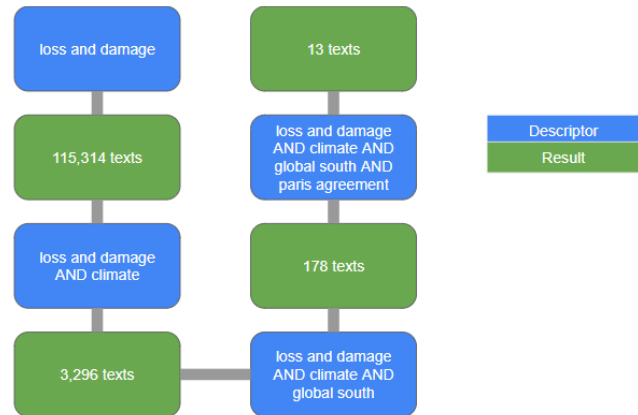 loss and damage
115,314 texts
loss and damage
AND climate
3,296 texts
loss and damage
AND climate AND
global south
178 texts
loss and damage
AND climate AND
global south AND
paris agreement
13 texts
Descriptor
Result